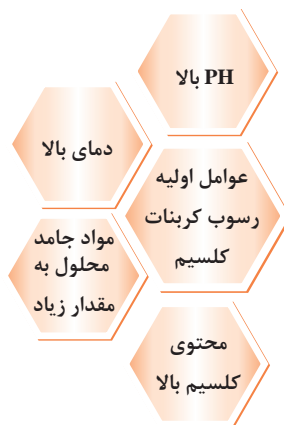 PH بالا
دمای بالا
عوامل اولیه
رسوب کربنات
کلسیم
مواد جامد
محلول به
مقدار زیاد
محتوی
کلسیم بالا